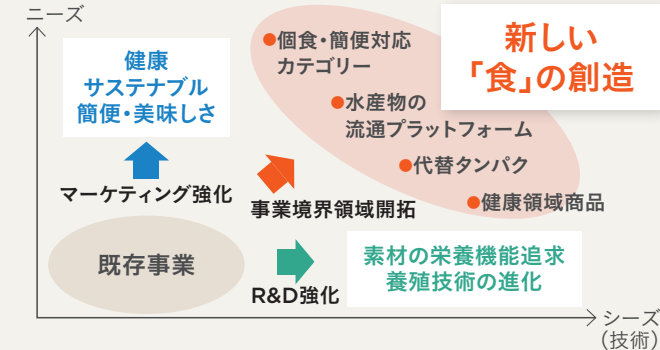 ニーズ
健康
サステナブル
簡便・美味しさ
マーケティング強化
既存事業
●個食・簡便対応
カテゴリー
●水産物の
流通プラットフォーム
●代替タンパク
●健康領域商品
新しい
「食」の創造
事業境界領域開拓
R&D強化
素材の栄養機能追求
養殖技術の進化
シーズ
（技術）